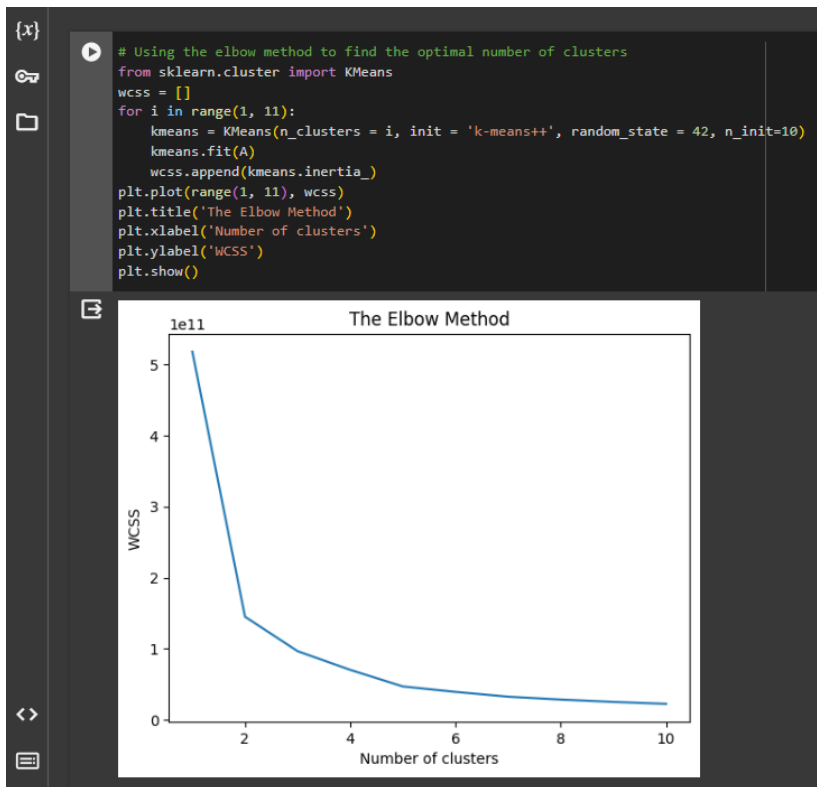 {x}
# Using the elbow method to find the optimal number of clusters
from sklearn.cluster import KMeans
wcss = []
for i in range(1, 11):
    kmeans = KMeans(n_clusters = i, init = 'k-means++', random_state = 42, n_init=10)
    kmeans.fit(A)
    wcss.append(kmeans.inertia_)
plt.plot(range(1, 11), wcss)
plt.title('The Elbow Method')
plt.xlabel('Number of clusters')
plt.ylabel('WCSS')
plt.show()
The Elbow Method
1e11
5
4
3
2
1
0
WCSS
2 4 6 8 10
Number of clusters